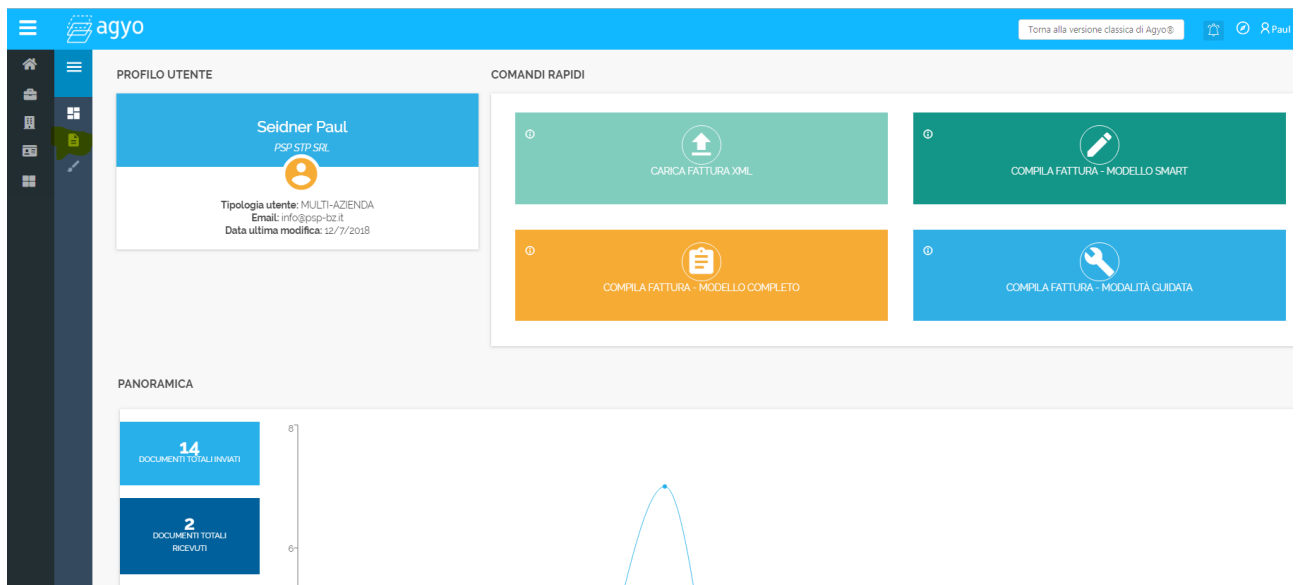 agyo
Torna alla versione classica di Agyo®
Paul
PROFILO UTENTE
COMANDI RAPIDI
Seidner Paul
PSP STP SRL
Tipologia utente: MULTI-AZIENDA
Email: info@psp-bz.it
Data ultima modifica: 12/7/2018
CARICA FATTURA XML
COMPILA FATTURA - MODELLO SMART
COMPILA FATTURA - MODELLO COMPLETO
COMPILA FATTURA - MODALITÀ GUIDATA
PANORAMICA
14
DOCUMENTI TOTALI INVIATI
2
DOCUMENTI TOTALI
RICEVUTI
8
6